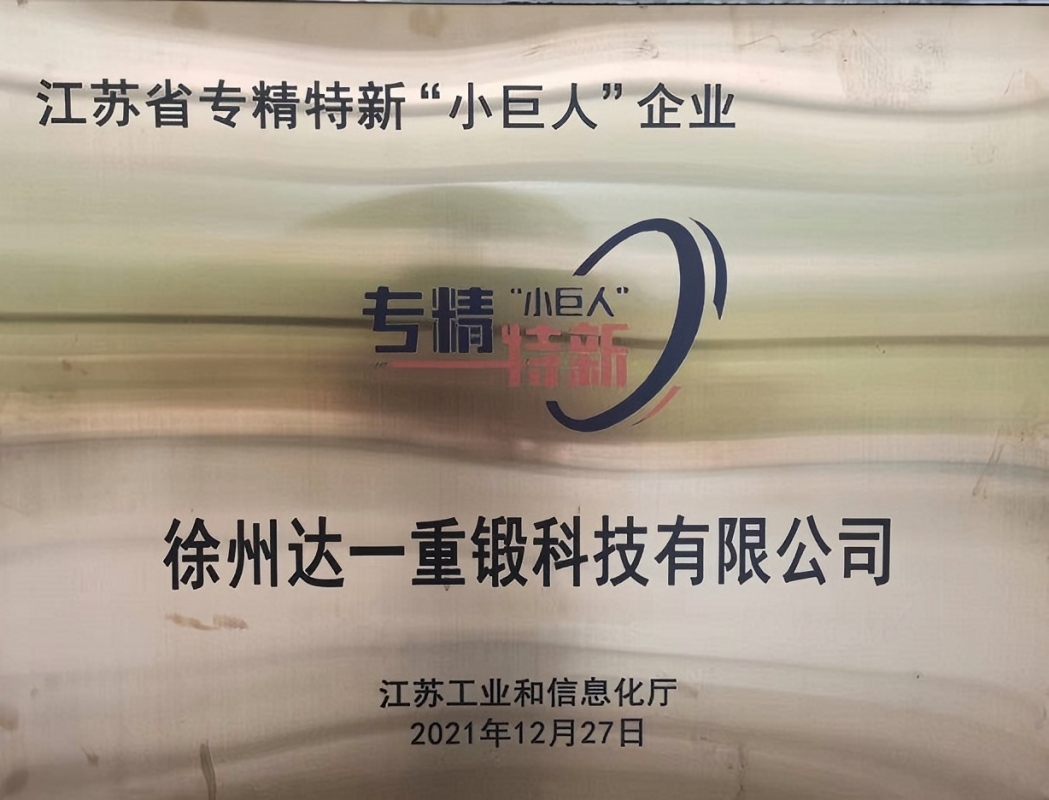 江苏省专精特新“小巨人”企业
专精“小巨人”
特新
徐州达一重锻科技有限公司
江苏工业和信息化厅
2021年12月27日